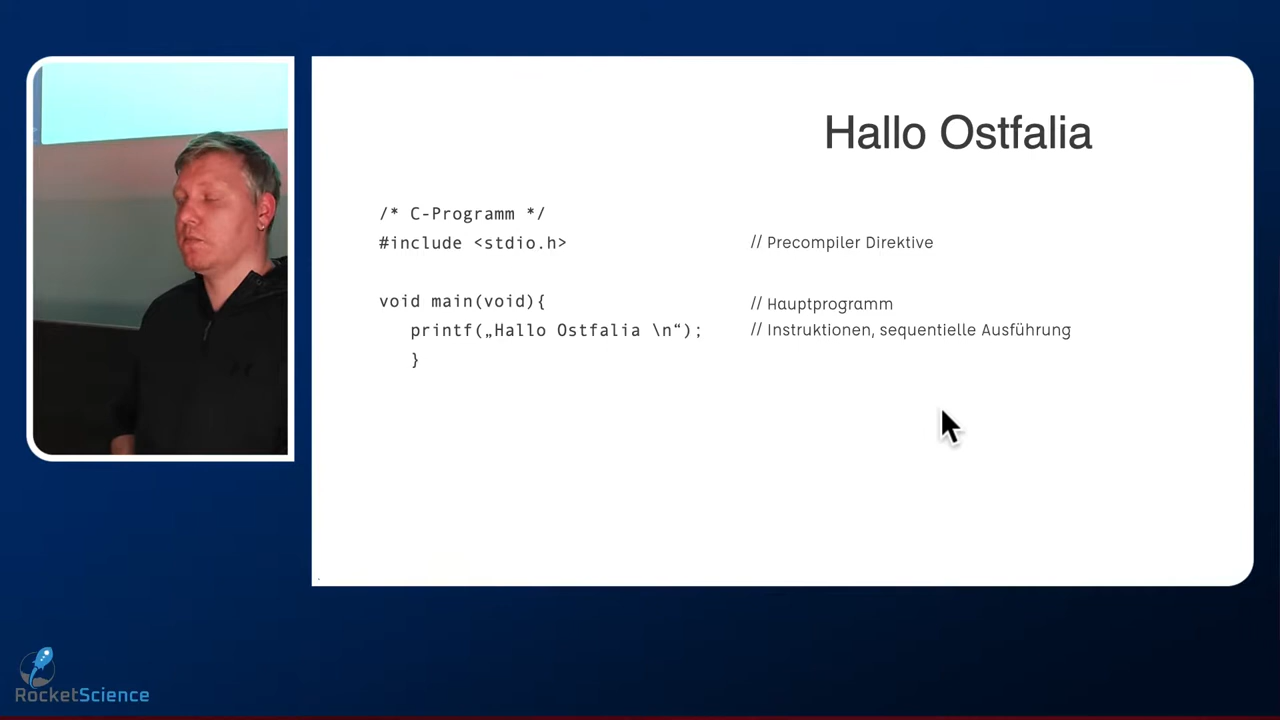 Hallo Ostfalia
/* C-Programm */
#include <stdio.h> // Precompiler Direktive
void main(void){ // Hauptprogramm
printf(„Hallo Ostfalia \n“); // Instruktionen, sequentielle Ausführung
}
RocketScience